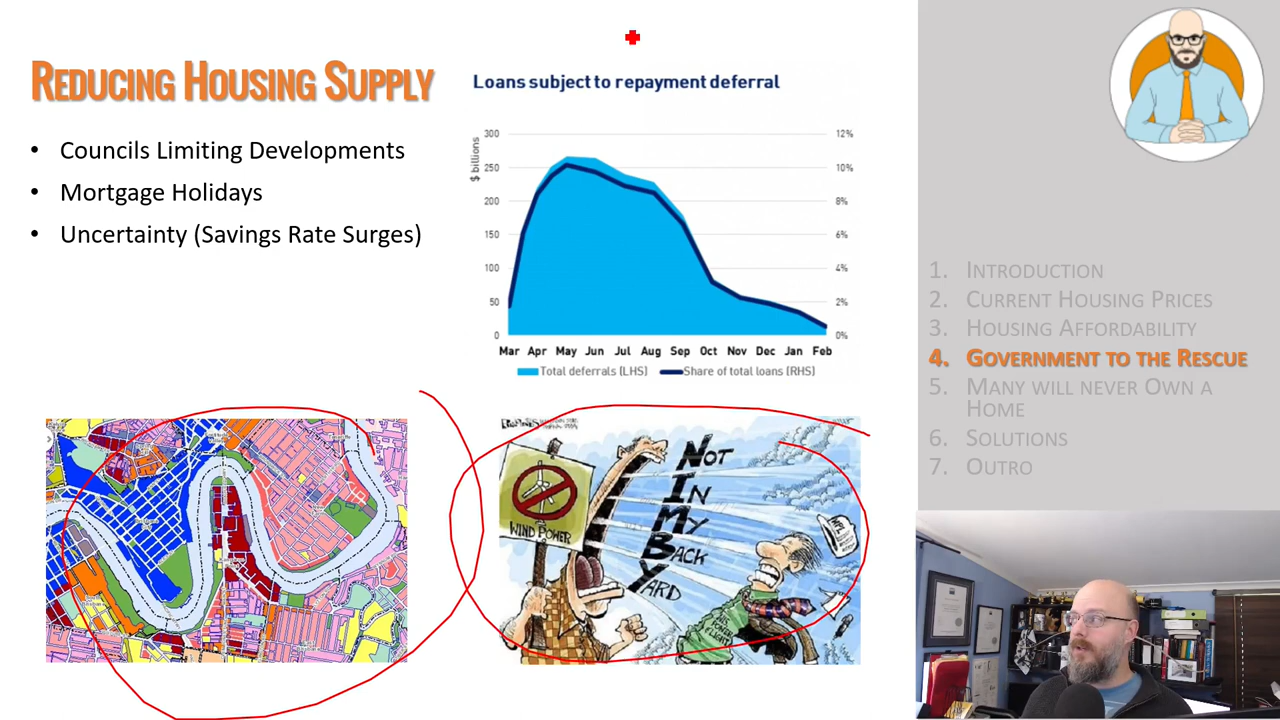 Reducing Housing Supply
• Councils Limiting Developments
• Mortgage Holidays
• Uncertainty (Savings Rate Surges)
Loans subject to repayment deferral
$ billions
300 12%
250 10%
200 8%
150 6%
100 4%
50 2%
0 0%
Mar Apr May Jun Jul Aug Sep Oct Nov Dec Jan Feb
Total deferrals (LHS) Share of total loans (RHS)
Not
In
My
Back
Yard
WIND POWER
1. Introduction
2. Current Housing Prices
3. Housing Affordability
4. Government to the Rescue
5. Many will never Own a
Home
6. Solutions
7. Outro